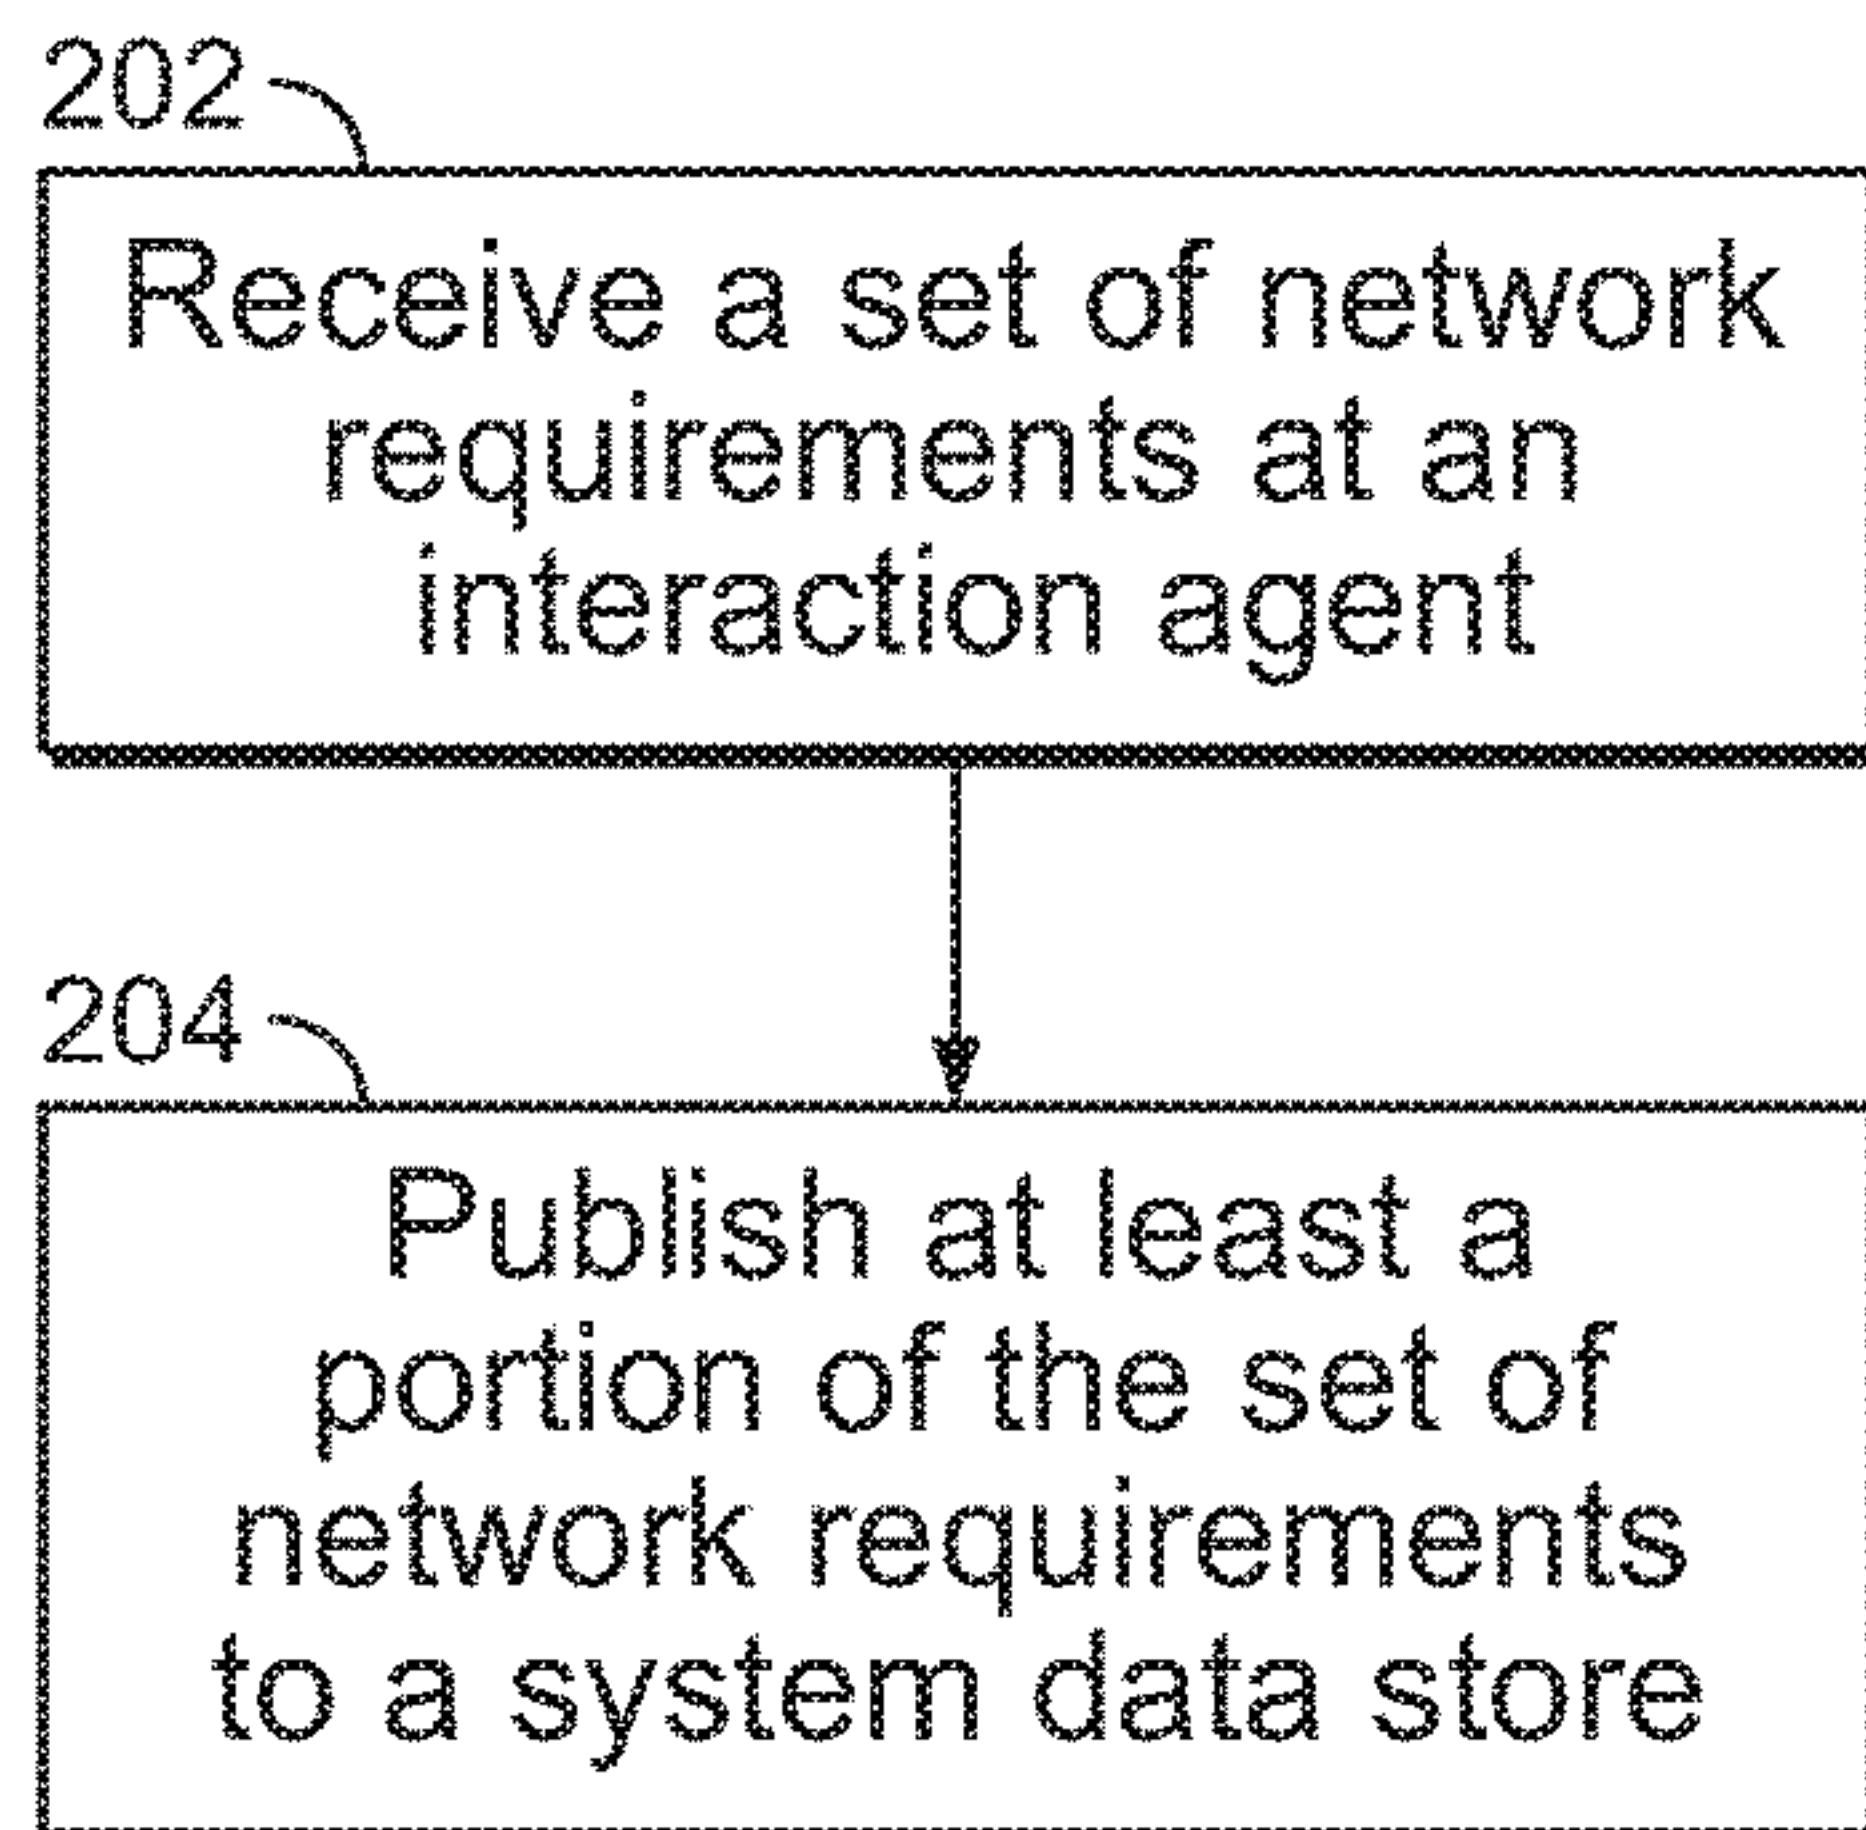 202
Receive a set of network
requirements at an
interaction agent
204
Publish at least a
portion of the set of
network requirements
to a system data store